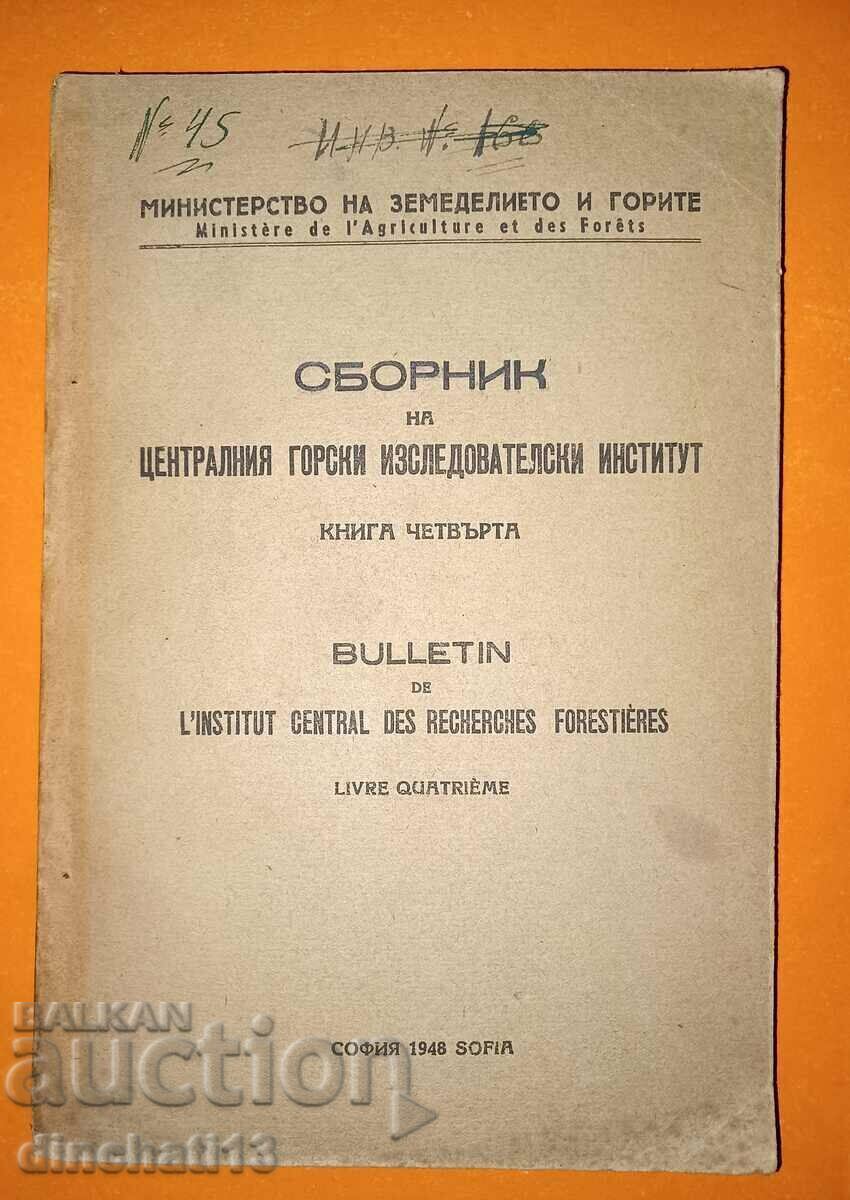 № 45
Инв. №
МИНИСТЕРСТВО НА ЗЕМЕДЕЛИЕТО И ГОРИТЕ
Ministère de l'Agriculture et des Forêts
СБОРНИК
НА
ЦЕНТРАЛНИЯ ГОРСКИ ИЗСЛЕДОВАТЕЛСКИ ИНСТИТУТ
КНИГА ЧЕТВЪРТА
BULLETIN
DE
L'INSTITUT CENTRAL DES RECHERCHES FORESTIÈRES
LIVRE QUATRIÈME
СОФИЯ 1948 SOFIA
BALKAN
auction
dinchati13